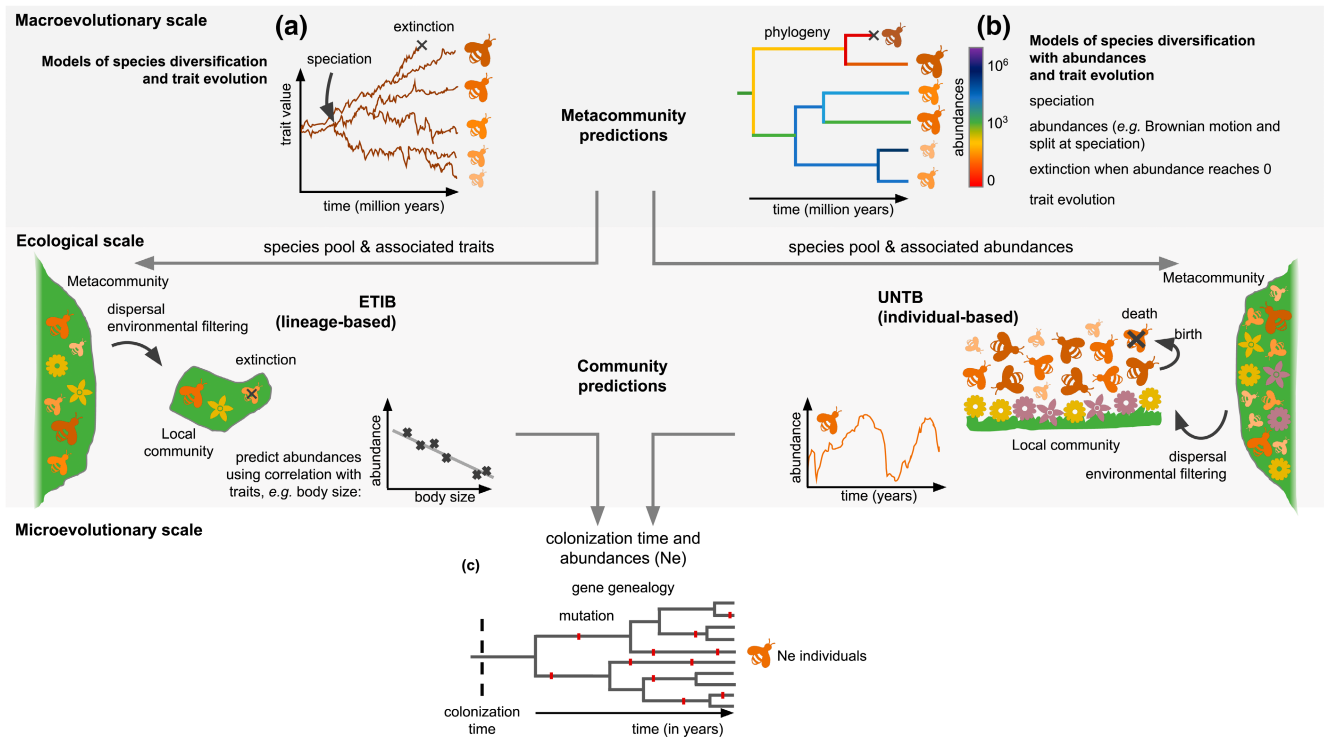 Macroevolutionary scale
(a)
Models of species diversification
and trait evolution
extinction
speciation
trait value
time (million years)
Metacommunity
predictions
(b)
phylogeny
abundances
10⁶
10³
0
time (million years)
Models of species diversification
with abundances
and trait evolution
speciation
abundances (e.g. Brownian motion and
split at speciation)
extinction when abundance reaches 0
trait evolution
Ecological scale
species pool & associated traits
species pool & associated abundances
Metacommunity
dispersal
environmental filtering
ETIB
(lineage-based)
extinction
Local
community
predict abundances
using correlation with
traits, e.g. body size:
abundance
body size
Community
predictions
UNTB
(individual-based)
death
birth
Metacommunity
Local community
abundance
time (years)
dispersal
environmental filtering
Microevolutionary scale
colonization time and
abundances (Ne)
(c)
gene genealogy
mutation
Ne individuals
colonization
time
time (in years)